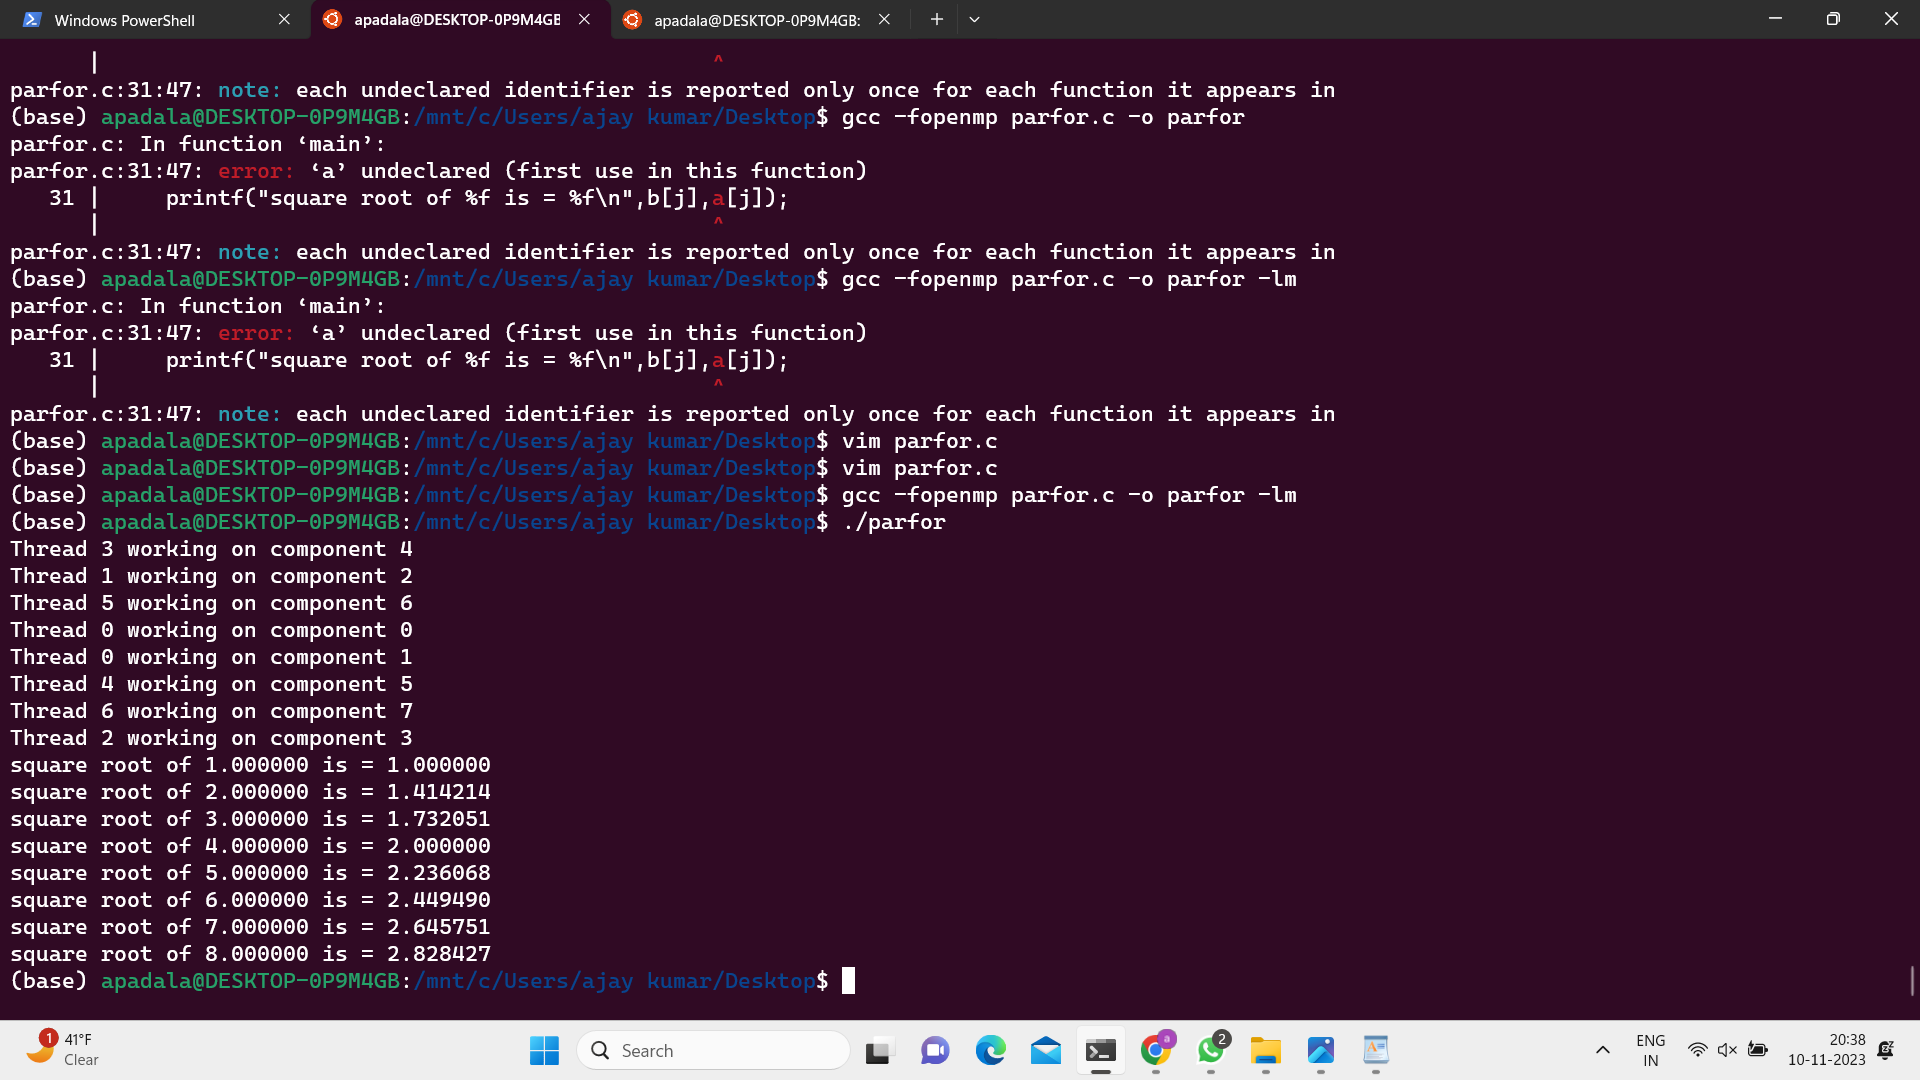 Windows PowerShell
apadala@DESKTOP-0P9M4GB
apadala@DESKTOP-0P9M4GB:
| ^
parfor.c:31:47: note: each undeclared identifier is reported only once for each function it appears in
(base) apadala@DESKTOP-0P9M4GB:/mnt/c/Users/ajay kumar/Desktop$ gcc -fopenmp parfor.c -o parfor
parfor.c: In function ‘main’:
parfor.c:31:47: error: ‘a’ undeclared (first use in this function)
31 | printf("square root of %f is = %f\n",b[j],a[j]);
| ^
parfor.c:31:47: note: each undeclared identifier is reported only once for each function it appears in
(base) apadala@DESKTOP-0P9M4GB:/mnt/c/Users/ajay kumar/Desktop$ gcc -fopenmp parfor.c -o parfor -lm
parfor.c: In function ‘main’:
parfor.c:31:47: error: ‘a’ undeclared (first use in this function)
31 | printf("square root of %f is = %f\n",b[j],a[j]);
| ^
parfor.c:31:47: note: each undeclared identifier is reported only once for each function it appears in
(base) apadala@DESKTOP-0P9M4GB:/mnt/c/Users/ajay kumar/Desktop$ vim parfor.c
(base) apadala@DESKTOP-0P9M4GB:/mnt/c/Users/ajay kumar/Desktop$ vim parfor.c
(base) apadala@DESKTOP-0P9M4GB:/mnt/c/Users/ajay kumar/Desktop$ gcc -fopenmp parfor.c -o parfor -lm
(base) apadala@DESKTOP-0P9M4GB:/mnt/c/Users/ajay kumar/Desktop$ ./parfor
Thread 3 working on component 4
Thread 1 working on component 2
Thread 5 working on component 6
Thread 0 working on component 0
Thread 0 working on component 1
Thread 4 working on component 5
Thread 6 working on component 7
Thread 2 working on component 3
square root of 1.000000 is = 1.000000
square root of 2.000000 is = 1.414214
square root of 3.000000 is = 1.732051
square root of 4.000000 is = 2.000000
square root of 5.000000 is = 2.236068
square root of 6.000000 is = 2.449490
square root of 7.000000 is = 2.645751
square root of 8.000000 is = 2.828427
(base) apadala@DESKTOP-0P9M4GB:/mnt/c/Users/ajay kumar/Desktop$
1
41°F
Clear
Search
a
2
ENG
IN
20:38
10-11-2023